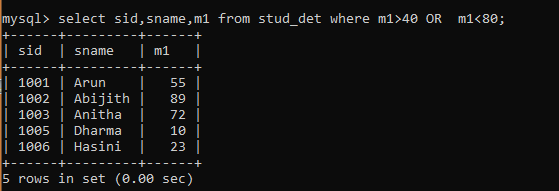 mysql> select sid,sname,m1 from stud_det where m1>40 OR  m1<80;
+------+----------+------+
| sid  | sname    | m1   |
+------+----------+------+
| 1001 | Arun     |   55 |
| 1002 | Abijith  |   89 |
| 1003 | Anitha   |   72 |
| 1005 | Dharma   |   10 |
| 1006 | Hasini   |   23 |
+------+----------+------+
5 rows in set (0.00 sec)